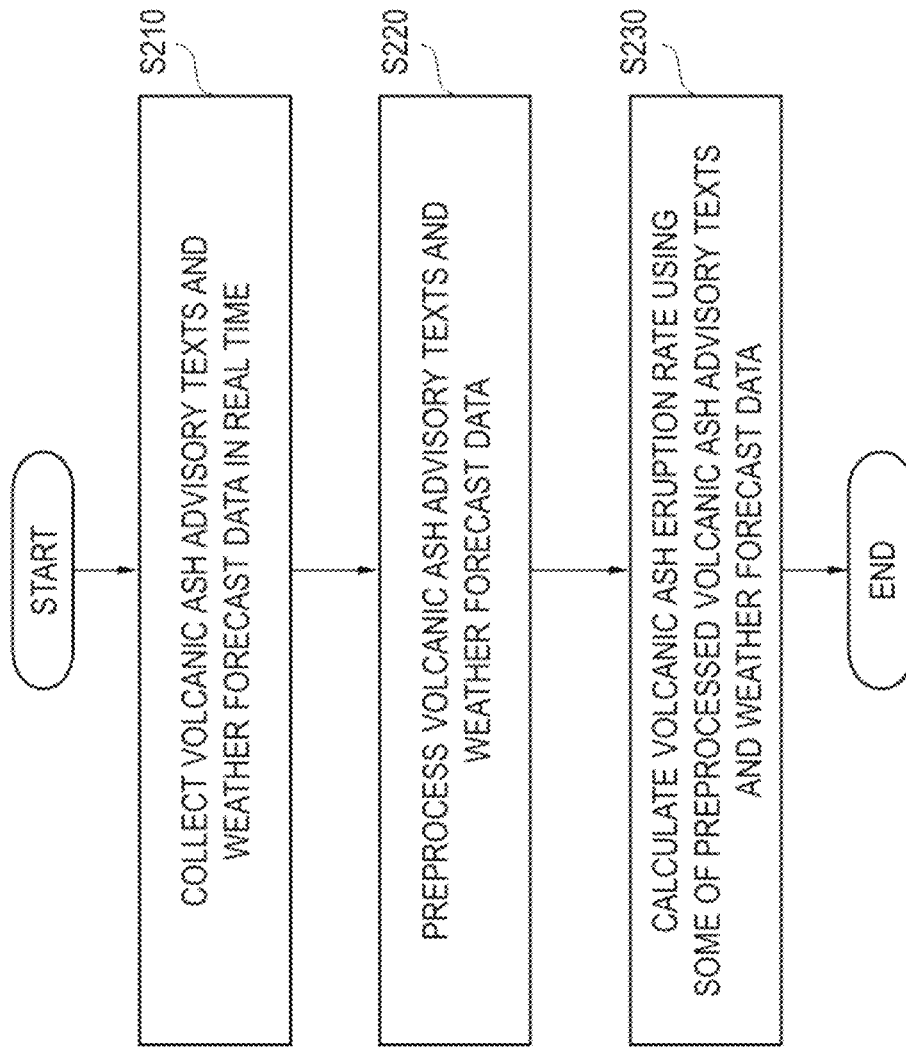 START
S210
COLLECT VOLCANIC ASH ADVISORY TEXTS AND
WEATHER FORECAST DATA IN REAL TIME
S220
PREPROCESS VOLCANIC ASH ADVISORY TEXTS AND
WEATHER FORECAST DATA
S230
CALCULATE VOLCANIC ASH ERUPTION RATE USING
SOME OF PREPROCESSED VOLCANIC ASH ADVISORY TEXTS
AND WEATHER FORECAST DATA
END